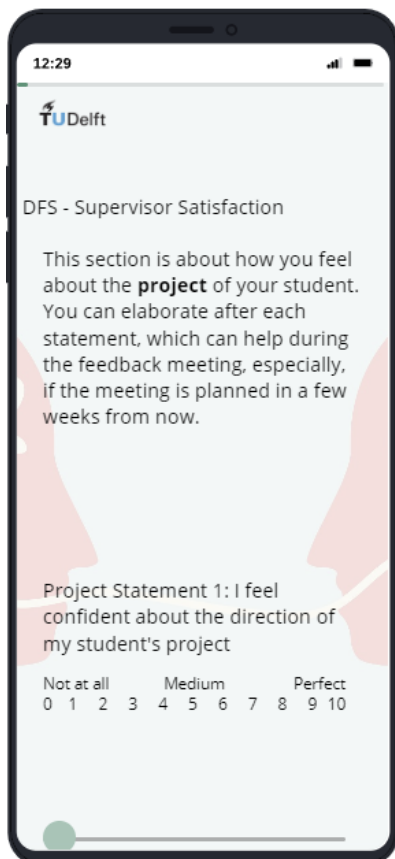 12:29
TUDelft
DFS - Supervisor Satisfaction
This section is about how you feel
about the project of your student.
You can elaborate after each
statement, which can help during
the feedback meeting, especially,
if the meeting is planned in a few
weeks from now.
Project Statement 1: I feel
confident about the direction of
my student's project
Not at all Medium Perfect
0 1 2 3 4 5 6 7 8 9 10